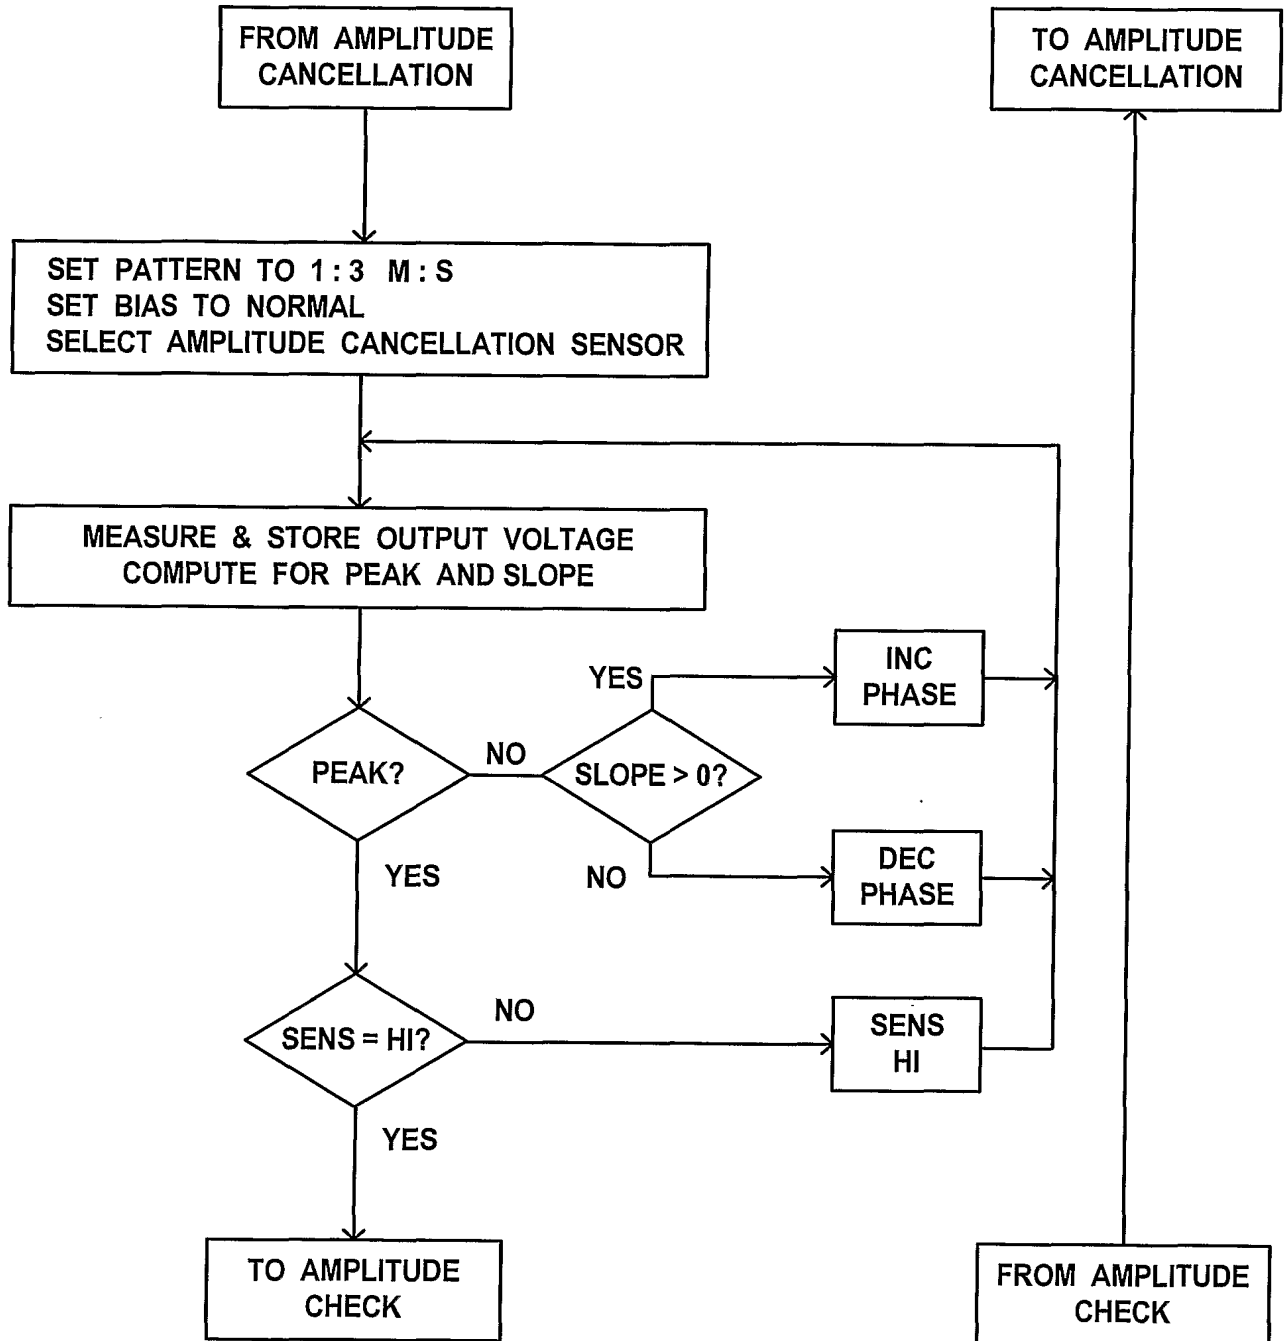 FROM AMPLITUDE
CANCELLATION
TO AMPLITUDE
CANCELLATION
SET PATTERN TO 1 : 3 M : S
SET BIAS TO NORMAL
SELECT AMPLITUDE CANCELLATION SENSOR
MEASURE & STORE OUTPUT VOLTAGE
COMPUTE FOR PEAK AND SLOPE
YES
INC
PHASE
PEAK?
NO
SLOPE > 0?
YES
NO
DEC
PHASE
SENS = HI?
NO
SENS
HI
YES
TO AMPLITUDE
CHECK
FROM AMPLITUDE
CHECK